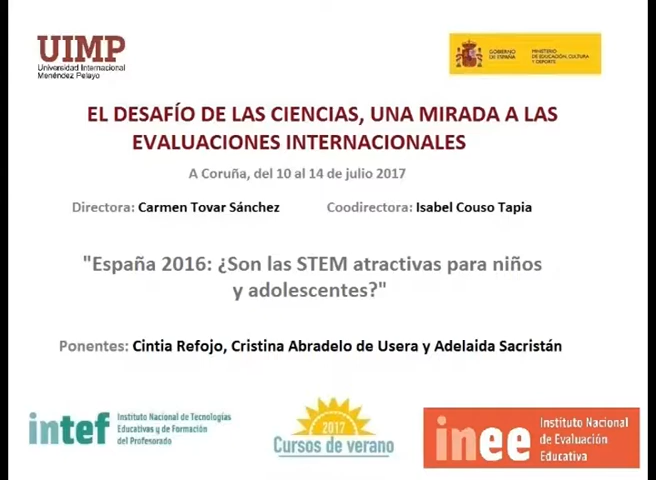 UIMP
Universidad Internacional
Menéndez Pelayo
GOBIERNO
DE ESPAÑA
MINISTERIO
DE EDUCACIÓN, CULTURA
Y DEPORTE
EL DESAFÍO DE LAS CIENCIAS, UNA MIRADA A LAS
EVALUACIONES INTERNACIONALES
A Coruña, del 10 al 14 de julio 2017
Directora: Carmen Tovar Sánchez Coodirectora: Isabel Couso Tapia
"España 2016: ¿Son las STEM atractivas para niños
y adolescentes?"
Ponentes: Cintia Refojo, Cristina Abradelo de Usera y Adelaida Sacristán
intef
Instituto Nacional de Tecnologías
Educativas y de Formación
del Profesorado
2017
Cursos de verano
inee
Instituto Nacional
de Evaluación
Educativa